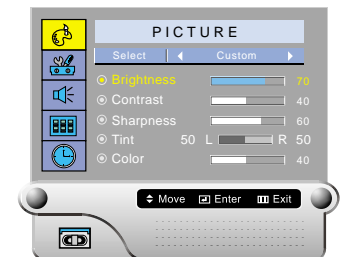 PICTURE
Select Custom
Brightness 70
Contrast 40
Sharpness 60
Tint 50 L R 50
Color 40
Move Enter Exit